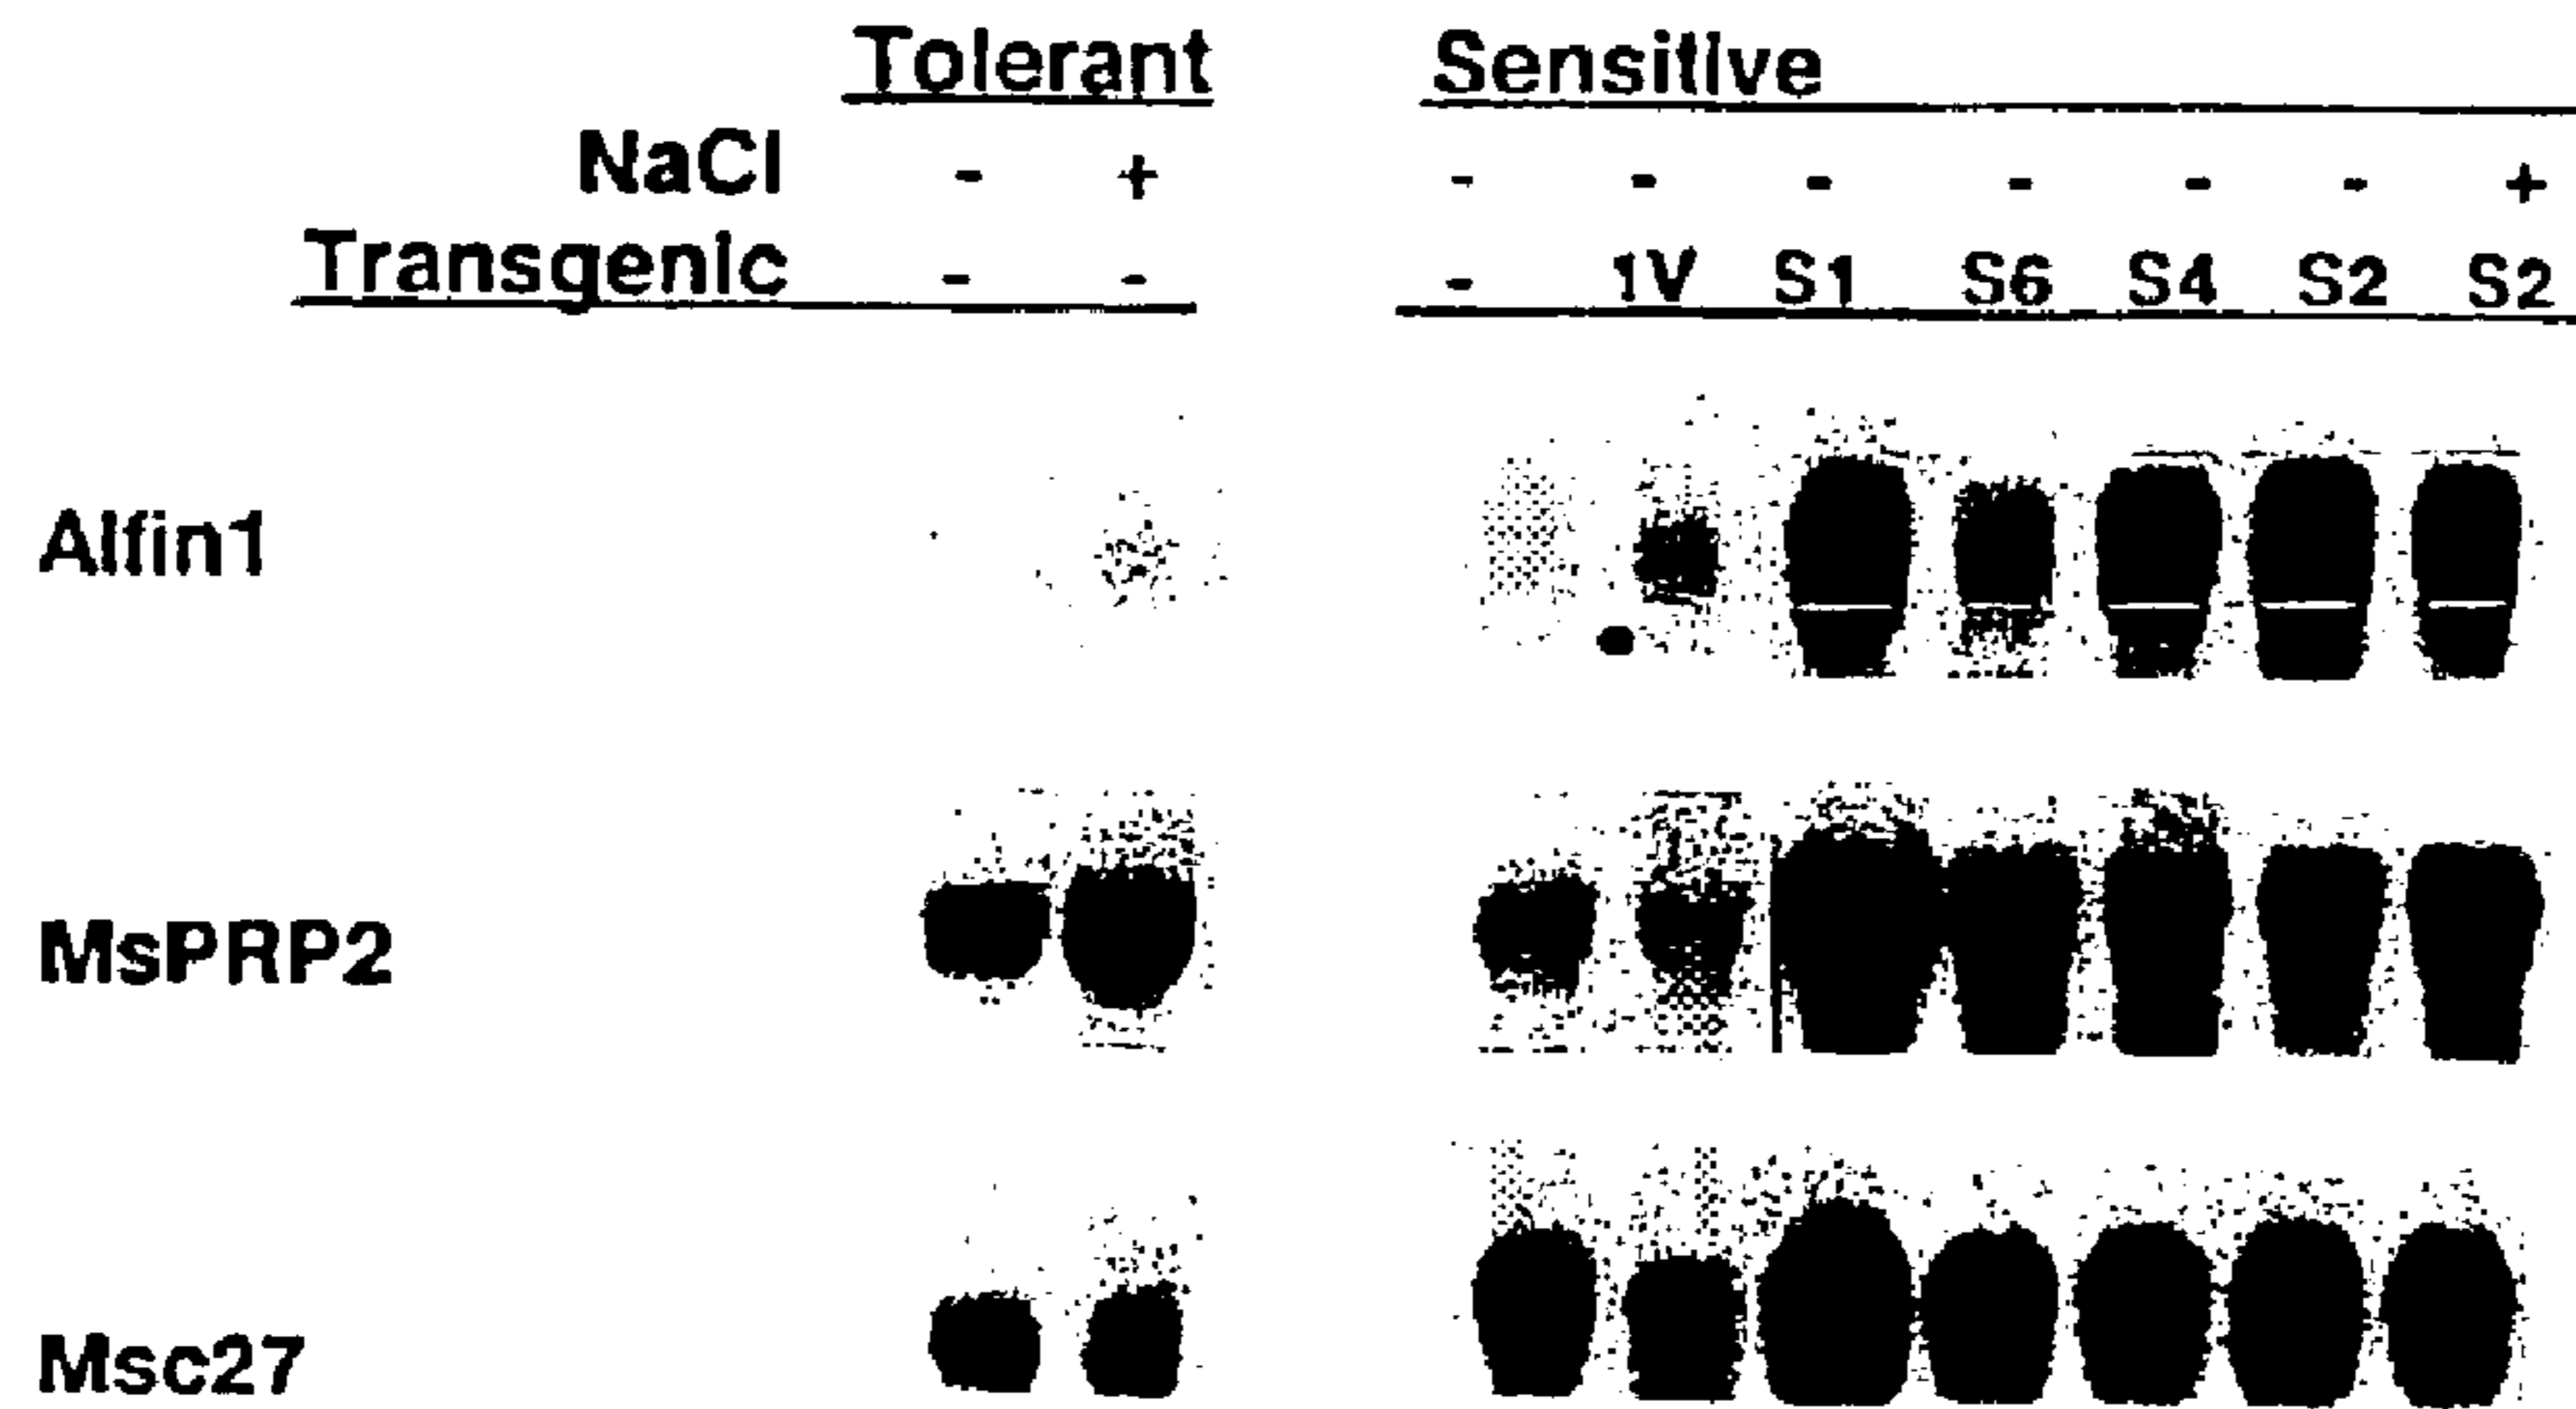 Tolerant Sensitive
NaCl - + - - - - - - +
Transgenic - - - 1V S1 S6 S4 S2 S2
Alfin1
MsPRP2
Msc27